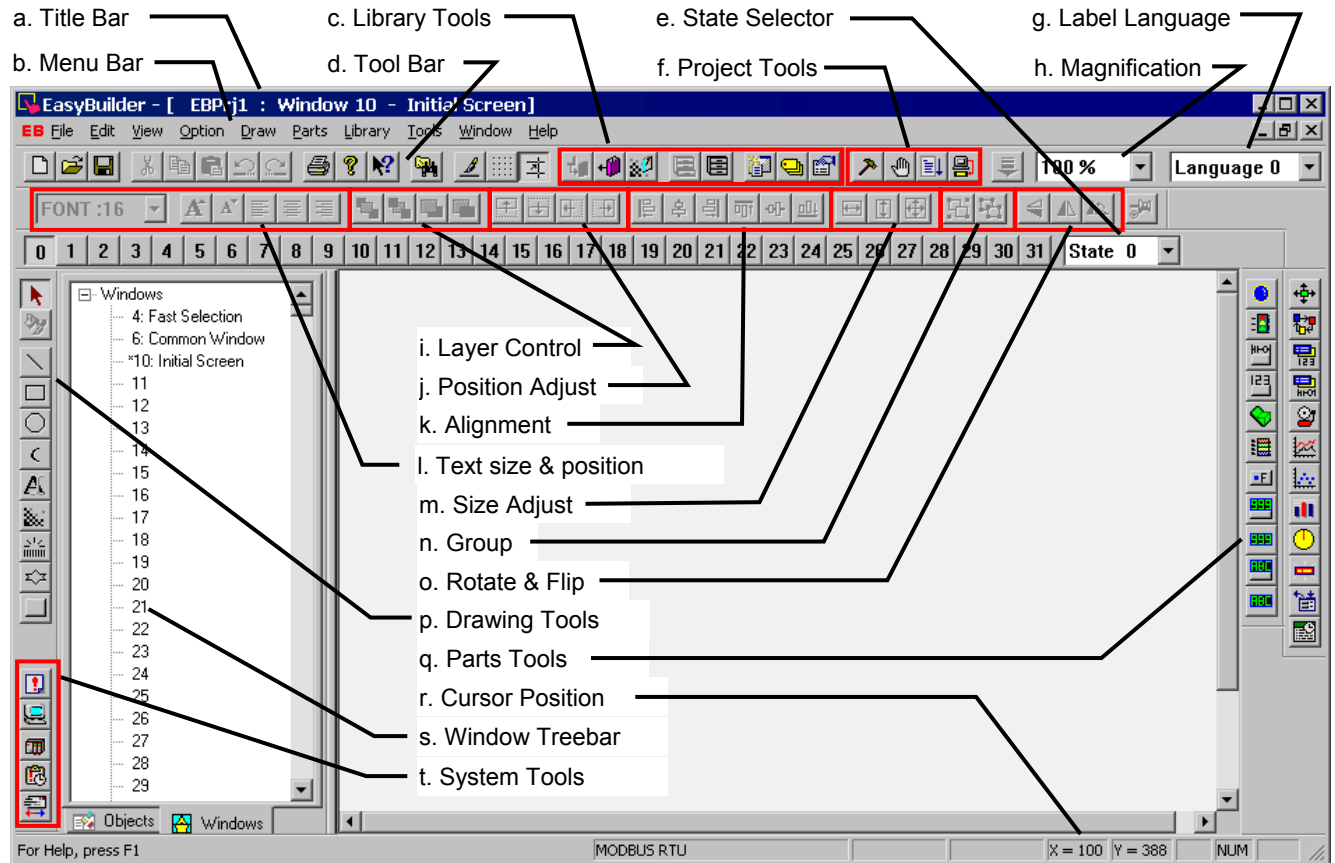 a. Title Bar
c. Library Tools
e. State Selector
g. Label Language
b. Menu Bar
d. Tool Bar
f. Project Tools
h. Magnification
EasyBuilder - [ EBPrj1 : Window 10 - Initial Screen]
EB File Edit View Option Draw Parts Library Tools Window Help
100 %
Language 0
FONT :16
0 1 2 3 4 5 6 7 8 9 10 11 12 13 14 15 16 17 18 19 20 21 22 23 24 25 26 27 28 29 30 31 State 0
Windows
4: Fast Selection
6: Common Window
*10: Initial Screen
11
12
13
14
15
16
17
18
19
20
21
22
23
24
25
26
27
28
29
i. Layer Control
j. Position Adjust
k. Alignment
l. Text size & position
m. Size Adjust
n. Group
o. Rotate & Flip
p. Drawing Tools
q. Parts Tools
r. Cursor Position
s. Window Treebar
t. System Tools
Objects
Windows
For Help, press F1
MODBUS RTU
X = 100 Y = 388
NUM